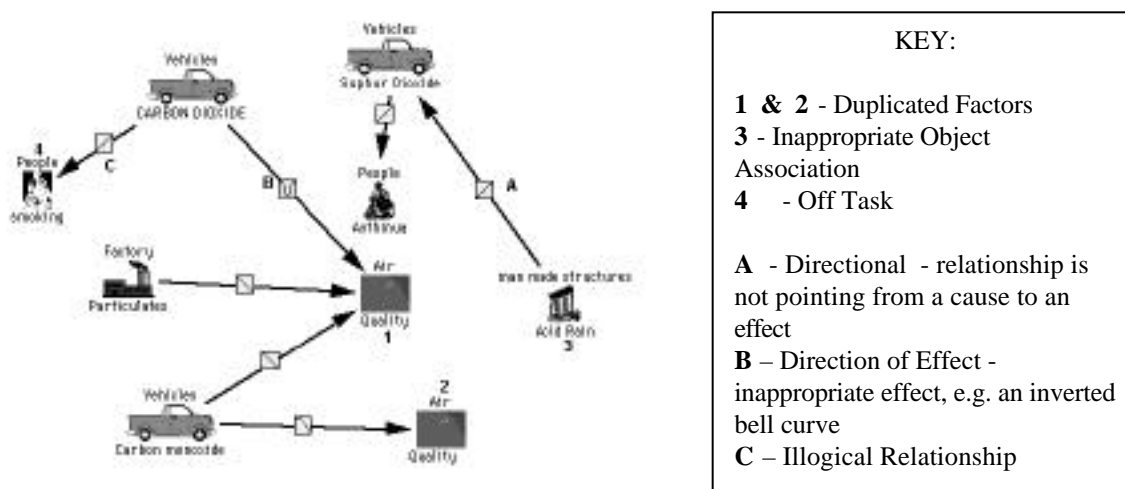 Vehicles
CARBON DIOXIDE
Vehicles
Sulphur Dioxide
4
People
smoking
C
B
A
People
Asthmua
Factory
Particulates
Air
Quality
1
man made structures
Acid Rain
3
Vehicles
Carbon monoxide
2
Air
Quality
KEY:
1 & 2 - Duplicated Factors
3 - Inappropriate Object
Association
4 - Off Task
A - Directional - relationship is
not pointing from a cause to an
effect
B – Direction of Effect -
inappropriate effect, e.g. an inverted
bell curve
C – Illogical Relationship